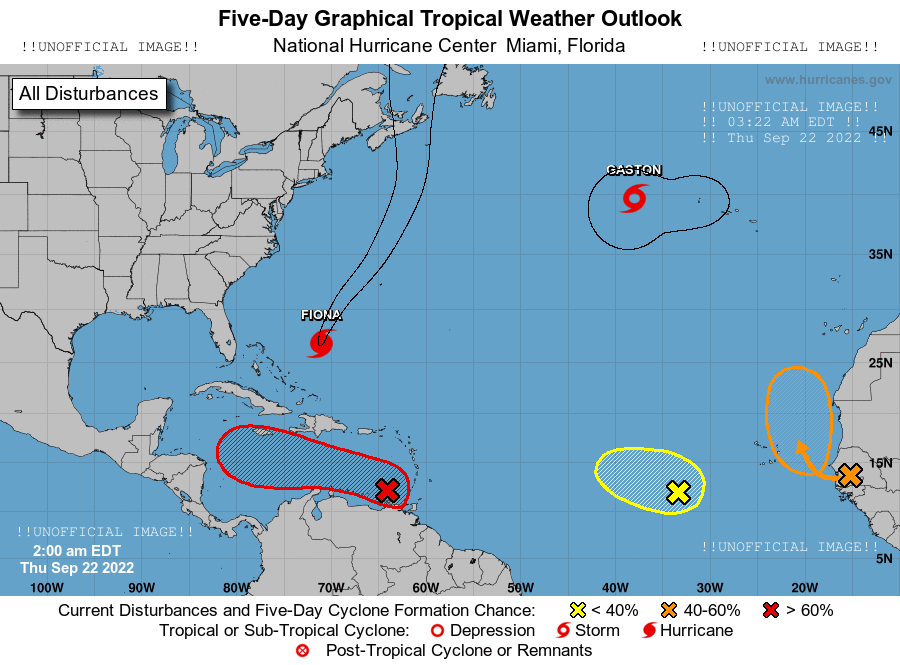 Five-Day Graphical Tropical Weather Outlook
!!UNOFFICIAL IMAGE!! National Hurricane Center Miami, Florida !!UNOFFICIAL IMAGE!!
www.hurricanes.gov
All Disturbances
!!UNOFFICIAL IMAGE!!
!! 03:22 AM EDT !!
!! Thu Sep 22 2022 !!
45N
GASTON
35N
FIONA
25N
15N
!!UNOFFICIAL IMAGE!!
2:00 am EDT
Thu Sep 22 2022
!!UNOFFICIAL IMAGE!!
5N
100W 90W 80W 70W 60W 50W 40W 30W 20W
Current Disturbances and Five-Day Cyclone Formation Chance: < 40% 40-60% > 60%
Tropical or Sub-Tropical Cyclone: Depression Storm Hurricane
Post-Tropical Cyclone or Remnants